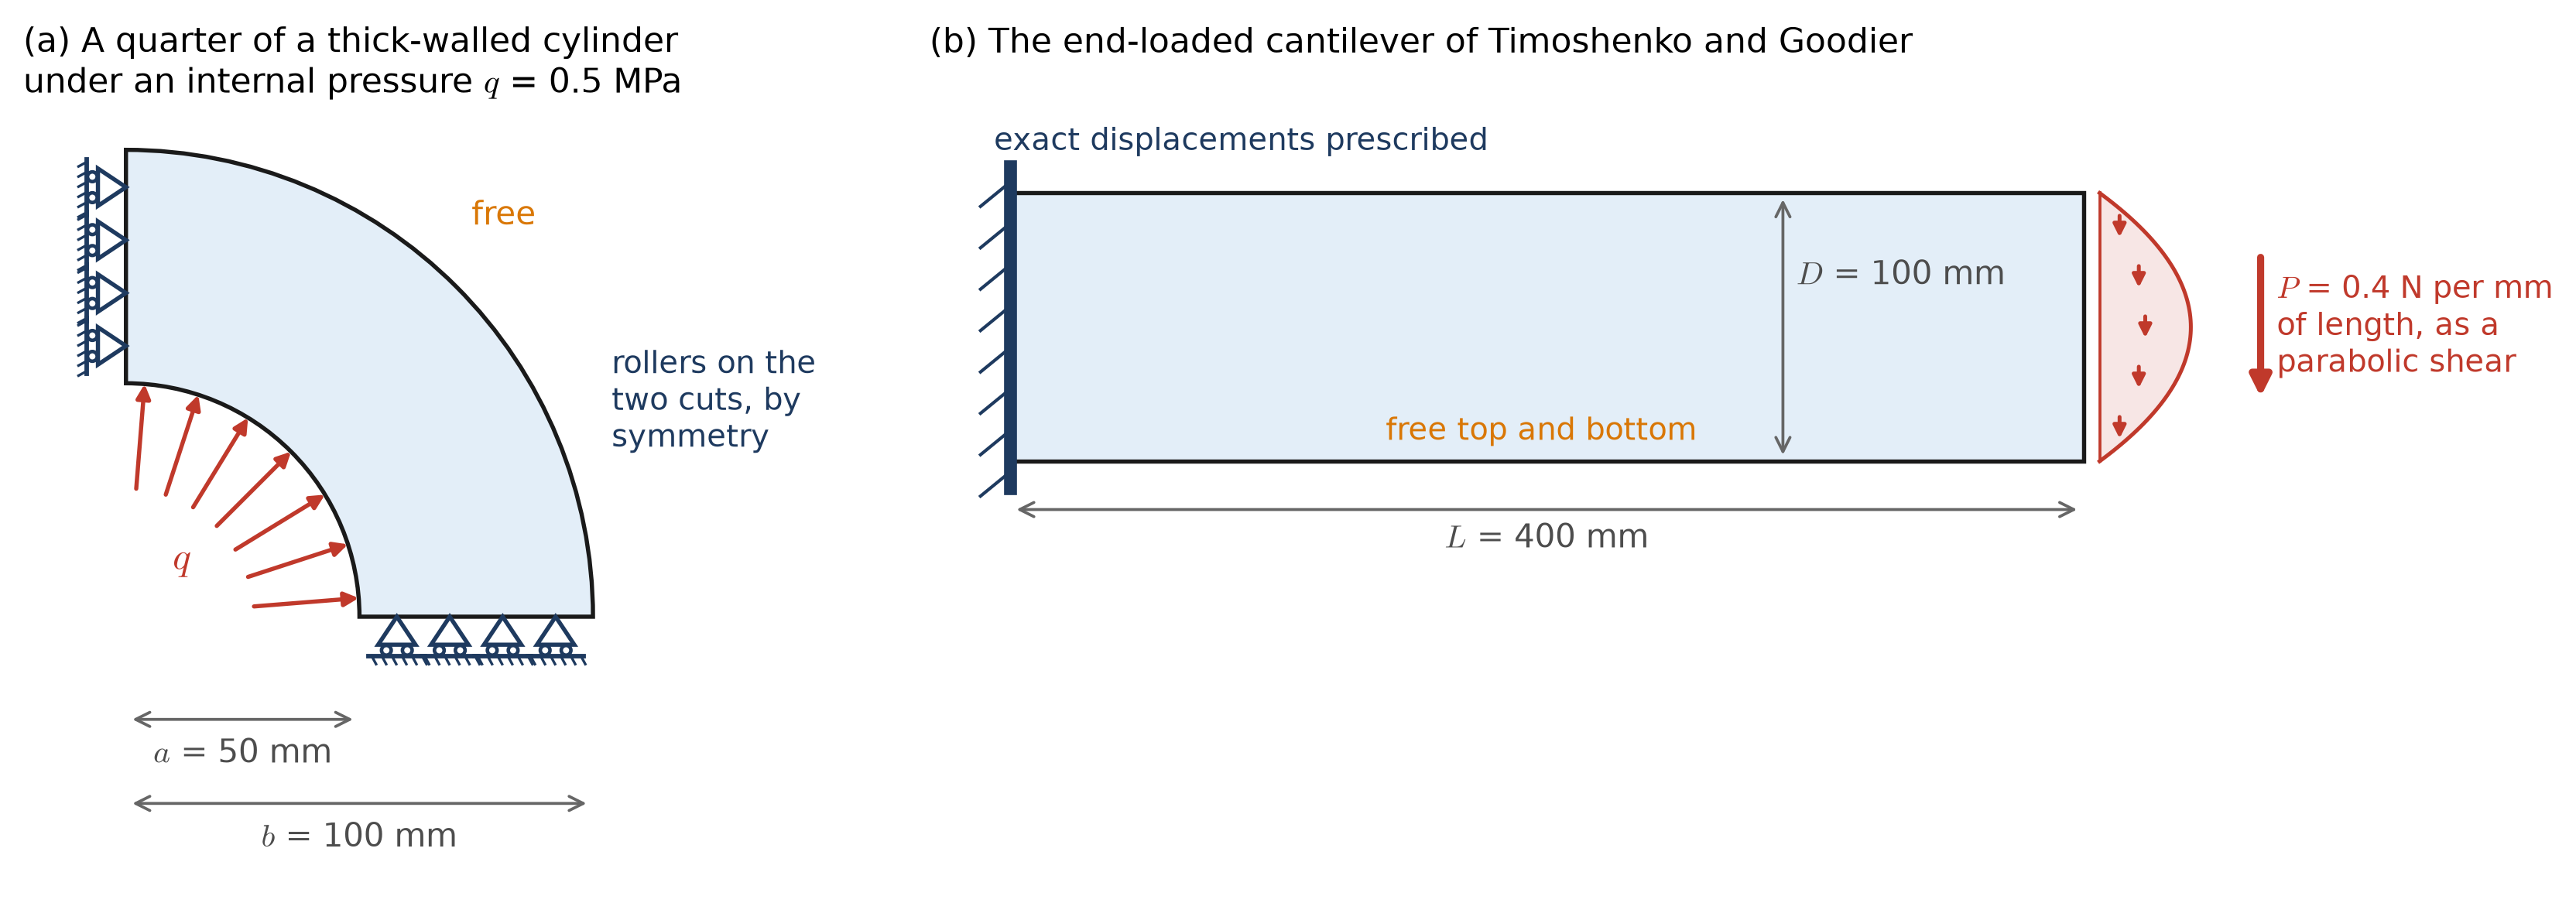 (a) A quarter of a thick-walled cylinder
under an internal pressure q = 0.5 MPa
free
rollers on the
two cuts, by
symmetry
q
a = 50 mm
b = 100 mm
(b) The end-loaded cantilever of Timoshenko and Goodier
exact displacements prescribed
D = 100 mm
free top and bottom
L = 400 mm
P = 0.4 N per mm
of length, as a
parabolic shear